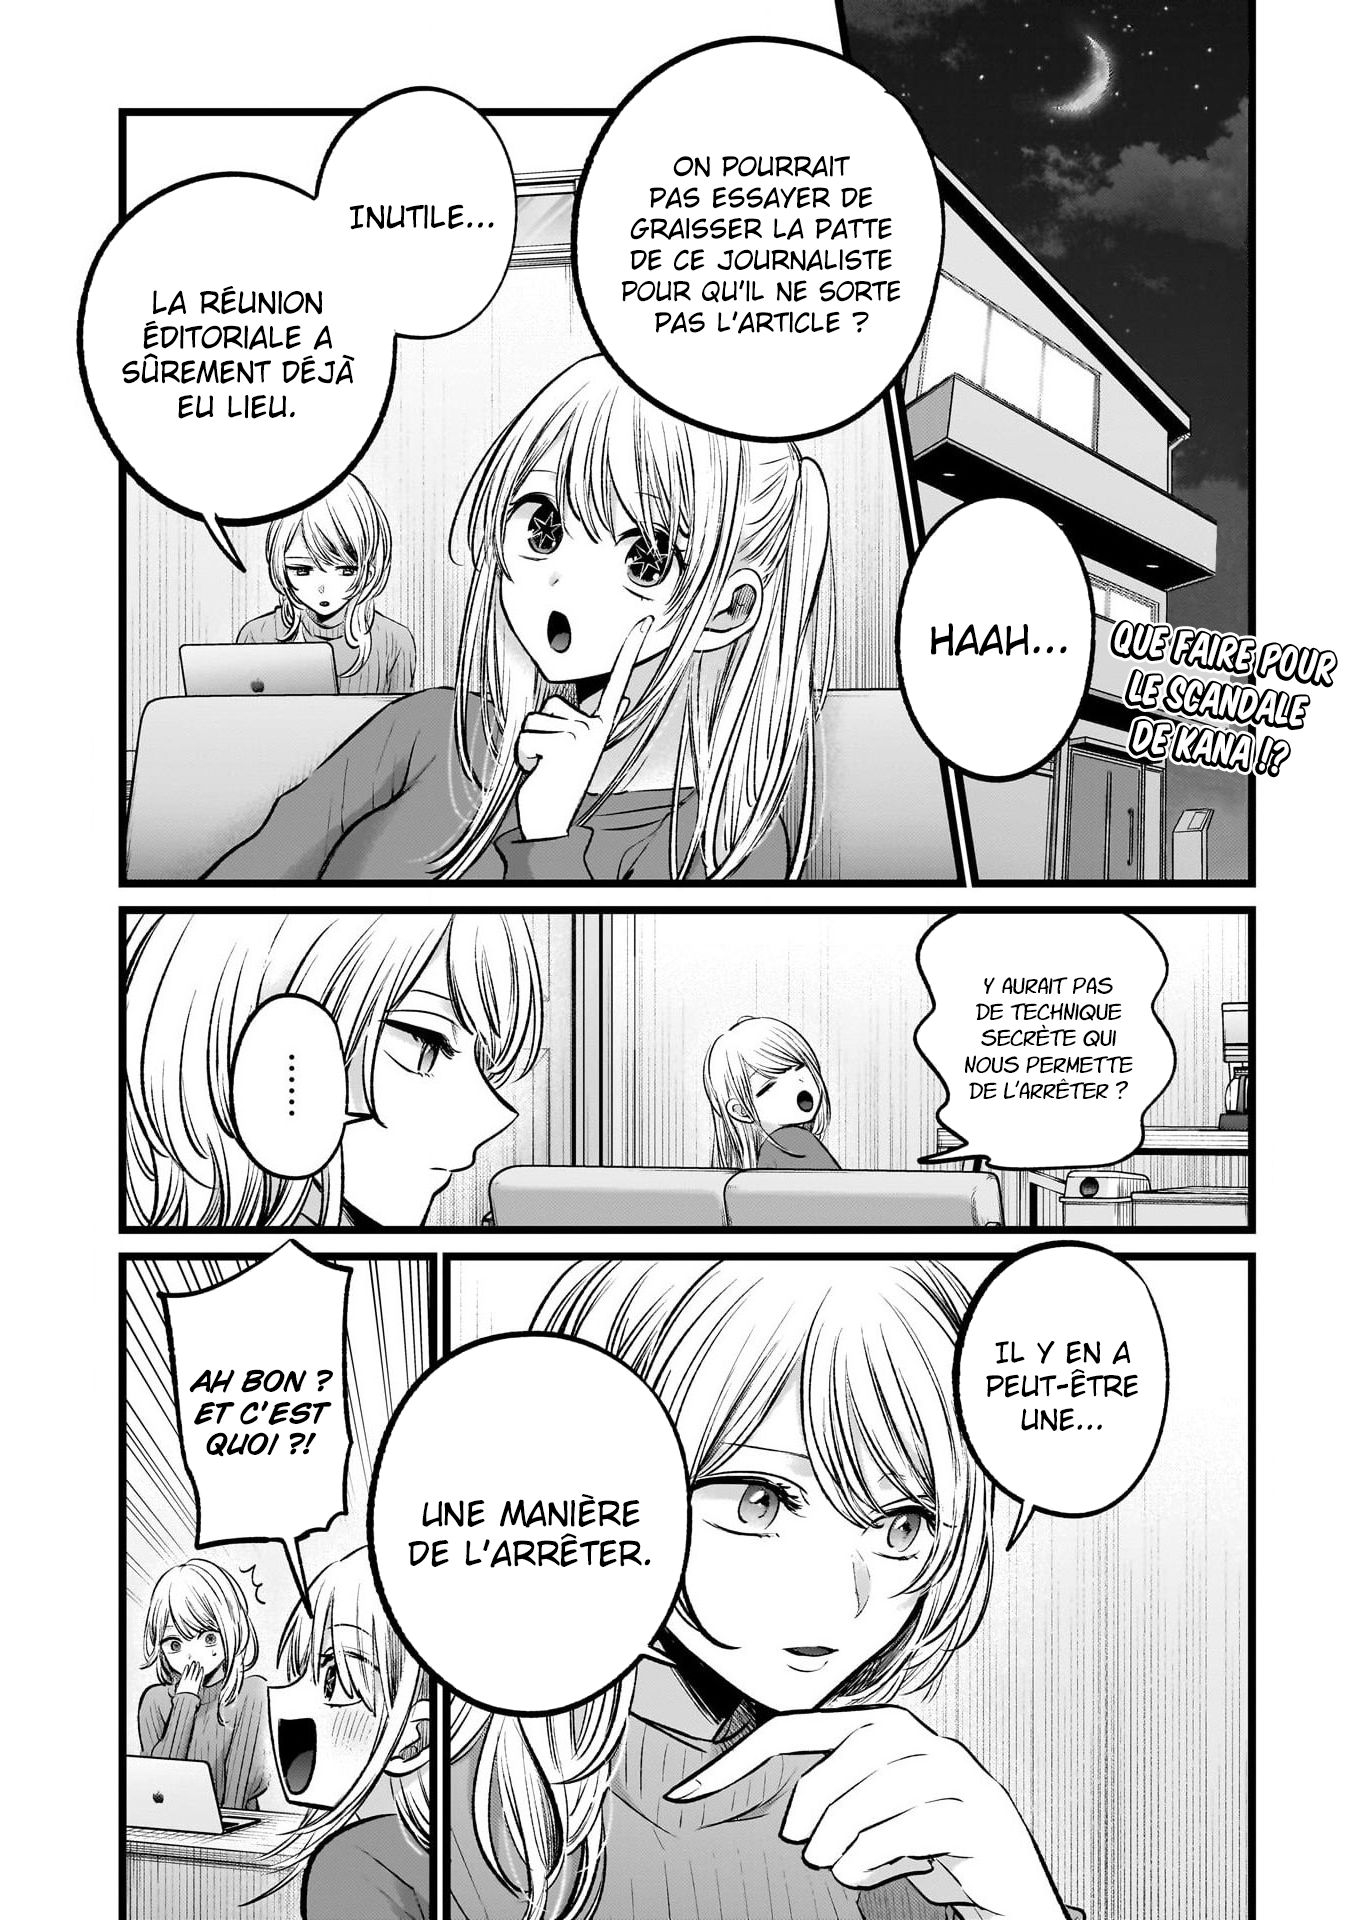 HAAH...
QUE FAIRE POUR
LE SCANDALE
DE KANA !?
ON POURRAIT
PAS ESSAYER DE
GRAISSER LA PATTE
DE CE JOURNALISTE
POUR QU'IL NE SORTE
PAS L'ARTICLE ?
INUTILE...
LA RÉUNION
ÉDITORIALE A
SÛREMENT DÉJÀ
EU LIEU.
Y AURAIT PAS
DE TECHNIQUE
SECRÈTE QUI
NOUS PERMETTE
DE L'ARRÊTER ?
......
IL Y EN A
PEUT-ÊTRE
UNE...
UNE MANIÈRE
DE L'ARRÊTER.
AH BON ?
ET C'EST
QUOI ?!